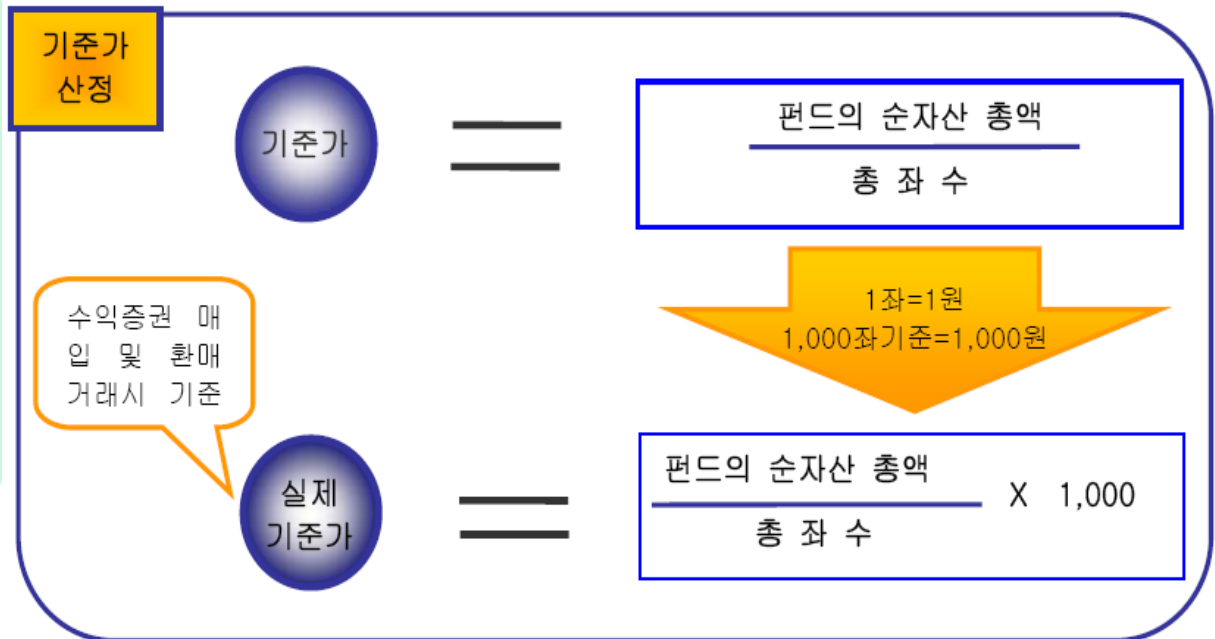 기준가
산정
기준가
펀드의 순자산 총액
총 좌 수
1좌=1원
1,000좌기준=1,000원
수익증권 매
입 및 환매
거래시 기준
실제
기준가
펀드의 순자산 총액
총 좌 수
X 1,000